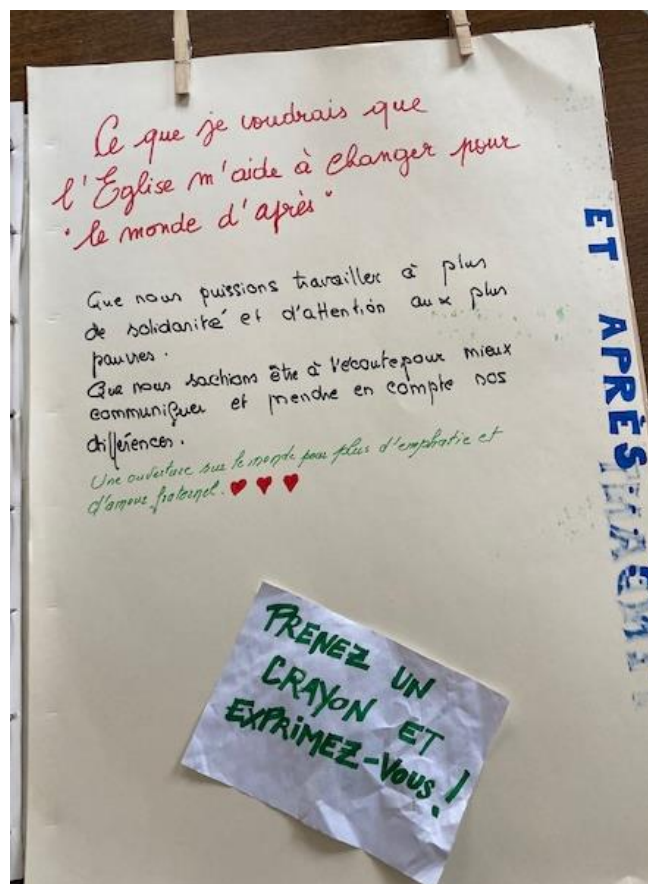 Ce que je voudrais que
l'Eglise m'aide à changer pour
"le monde d'après"
Que nous puissions travailler à plus
de solidarité et d'attention aux plus
pauvres.
Que nous sachions être à l'écoute pour mieux
communiquer et prendre en compte nos
différences.
Une ouverture sur le monde pour plus d'emphatie et
d'amour fraternel.
PRENEZ UN
CRAYON ET
EXPRIMEZ-VOUS!
ET APRÈS